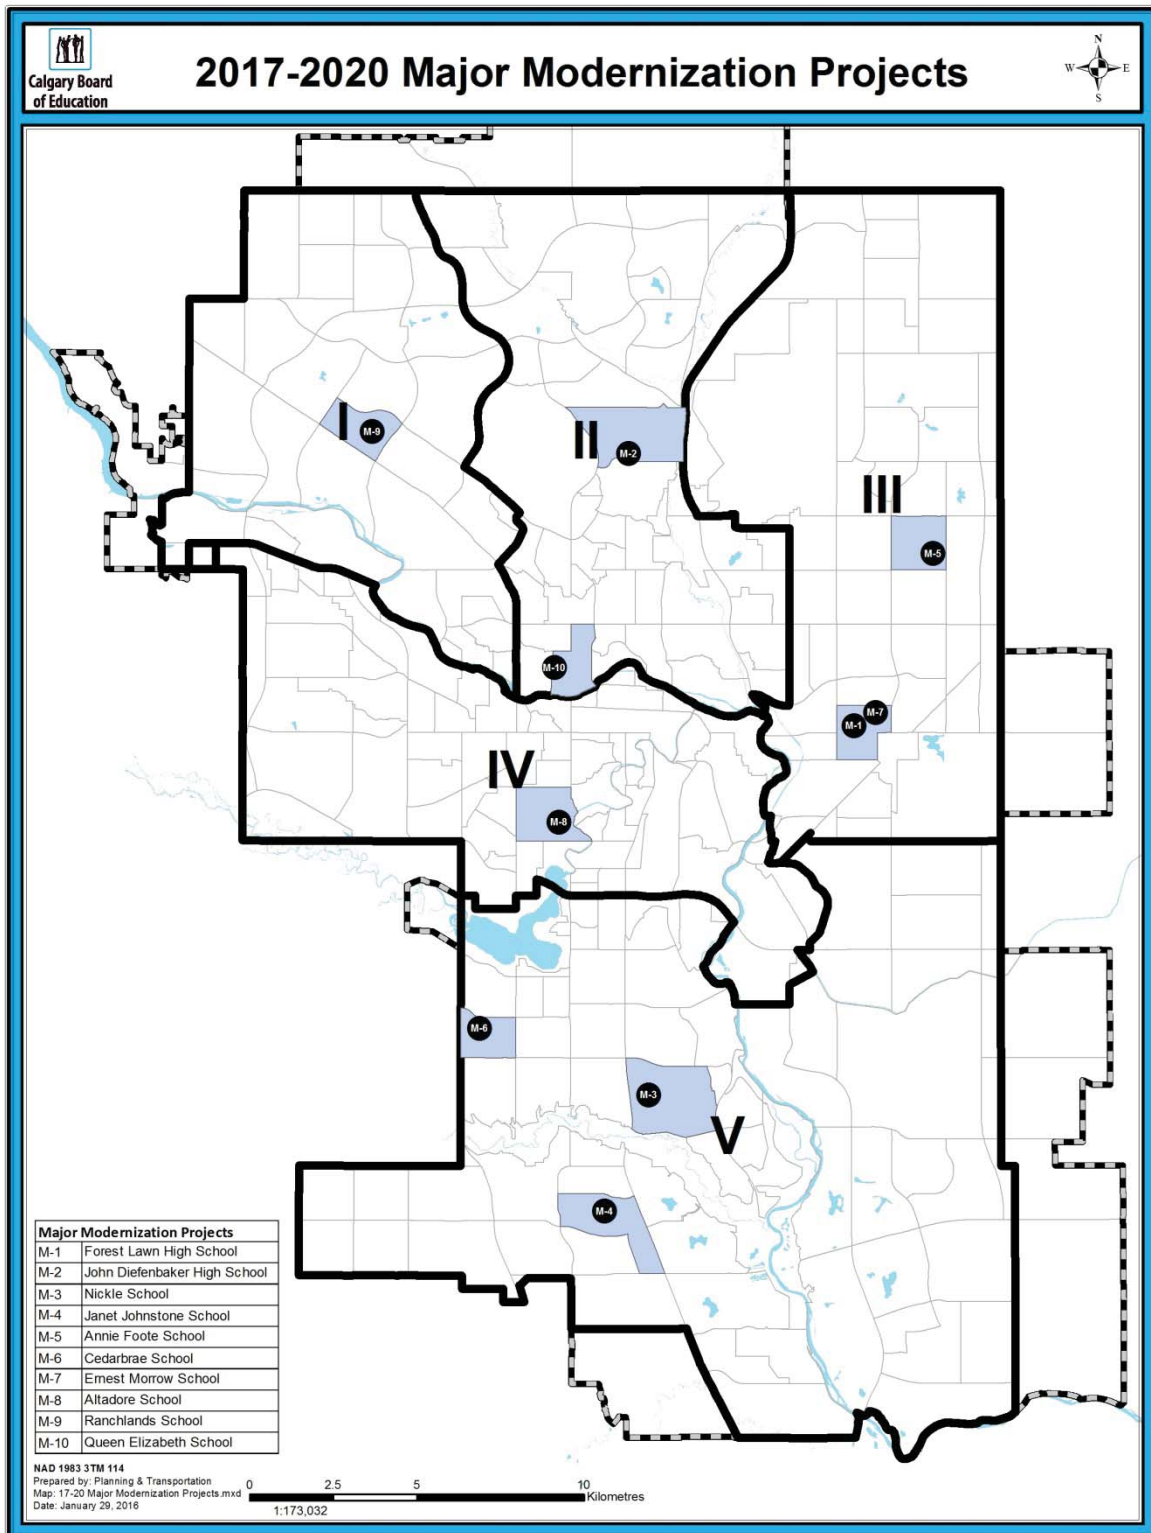 Calgary Board
of Education
2017-2020 Major Modernization Projects
N
W E
S
I
M-9
II
M-2
III
M-5
M-10
M-7
M-1
IV
M-8
M-6
M-3
V
M-4
Major Modernization Projects
M-1 Forest Lawn High School
M-2 John Diefenbaker High School
M-3 Nickle School
M-4 Janet Johnstone School
M-5 Annie Foote School
M-6 Cedarbrae School
M-7 Ernest Morrow School
M-8 Altadore School
M-9 Ranchlands School
M-10 Queen Elizabeth School
NAD 1983 3TM 114
Prepared by: Planning & Transportation
Map: 17-20 Major Modernization Projects.mxd
Date: January 29, 2016
0 2.5 5 10
Kilometres
1:173,032